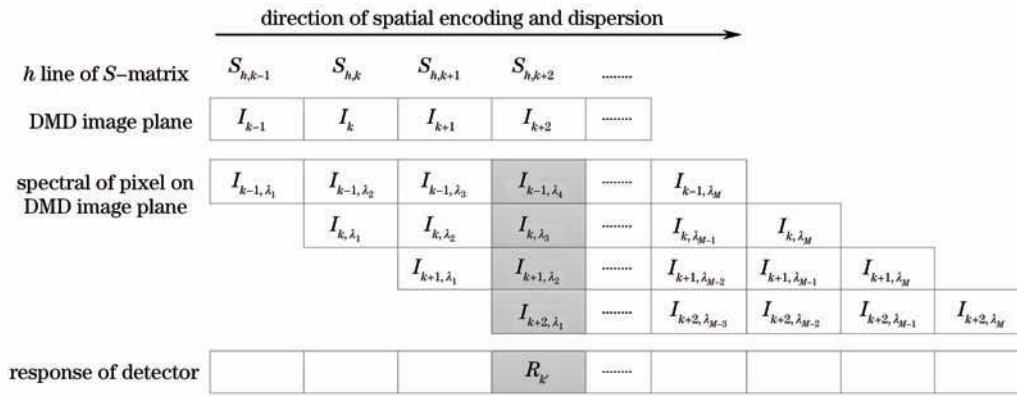 direction of spatial encoding and dispersion
h line of S−matrix S_{h,k−1} S_{h,k} S_{h,k+1} S_{h,k+2} ........
DMD image plane I_{k−1} I_k I_{k+1} I_{k+2} ........
spectral of pixel on DMD image plane
I_{k−1, λ_1} I_{k−1, λ_2} I_{k−1, λ_3} I_{k−1, λ_4} ........ I_{k−1, λ_M}
I_{k, λ_1} I_{k, λ_2} I_{k, λ_3} ........ I_{k, λ_{M−1}} I_{k, λ_M}
I_{k+1, λ_1} I_{k+1, λ_2} ........ I_{k+1, λ_{M−2}} I_{k+1, λ_{M−1}} I_{k+1, λ_M}
I_{k+2, λ_1} ........ I_{k+2, λ_{M−3}} I_{k+2, λ_{M−2}} I_{k+2, λ_{M−1}} I_{k+2, λ_M}
response of detector R_{k'} ........